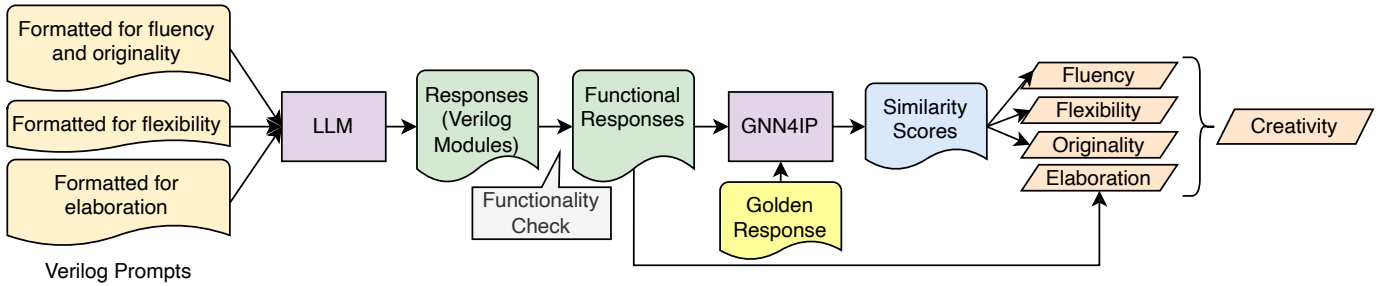 Formatted for fluency
and originality
Formatted for flexibility
Formatted for
elaboration
Verilog Prompts
LLM
Responses
(Verilog
Modules)
Functionality
Check
Functional
Responses
GNN4IP
Golden
Response
Similarity
Scores
Fluency
Flexibility
Originality
Elaboration
Creativity